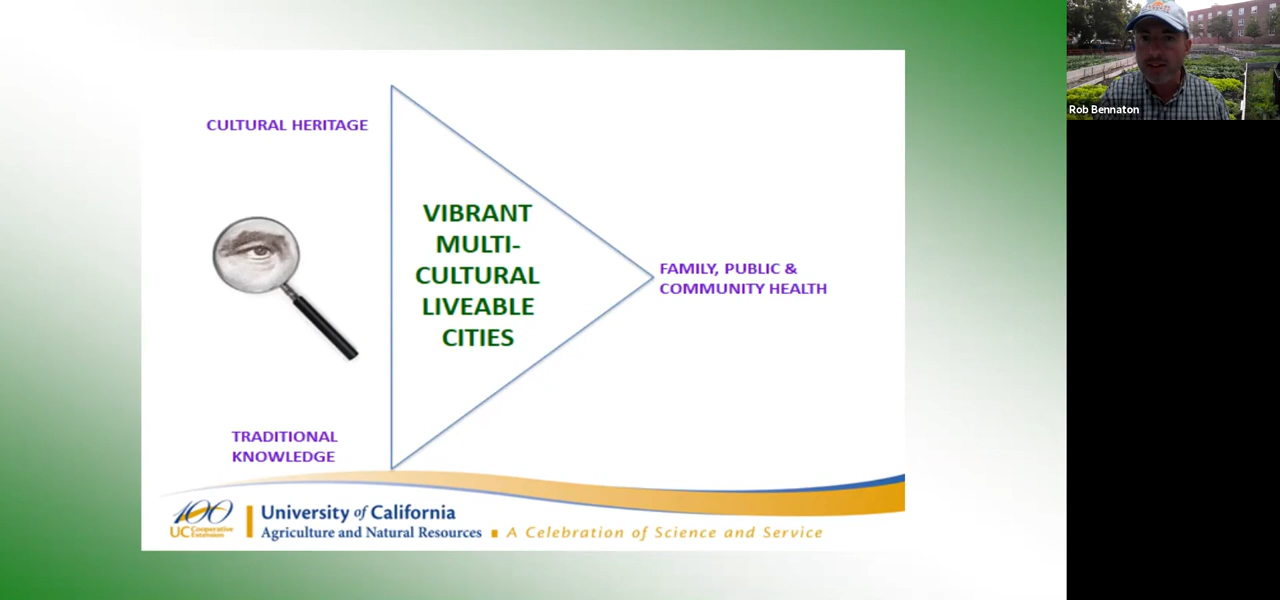 CULTURAL HERITAGE
VIBRANT
MULTI-
CULTURAL
LIVEABLE
CITIES
FAMILY, PUBLIC &
COMMUNITY HEALTH
TRADITIONAL
KNOWLEDGE
100
UC Cooperative
Extension
University of California
Agriculture and Natural Resources
A Celebration of Science and Service
Rob Bennaton